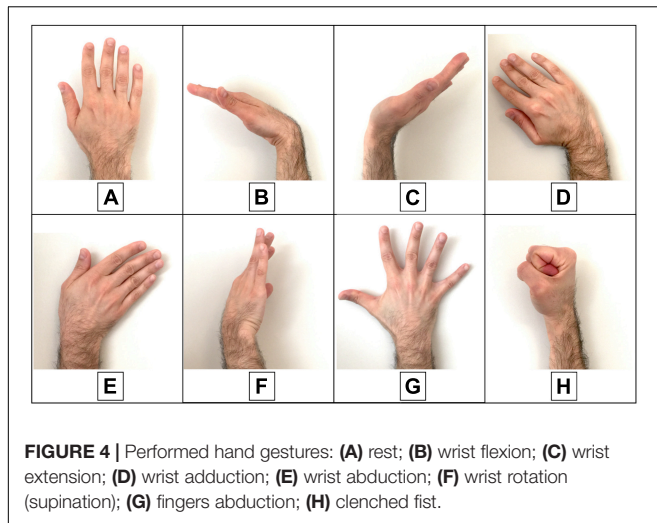 A
B
C
D
E
F
G
H
FIGURE 4 | Performed hand gestures: (A) rest; (B) wrist flexion; (C) wrist
extension; (D) wrist adduction; (E) wrist abduction; (F) wrist rotation
(supination); (G) fingers abduction; (H) clenched fist.